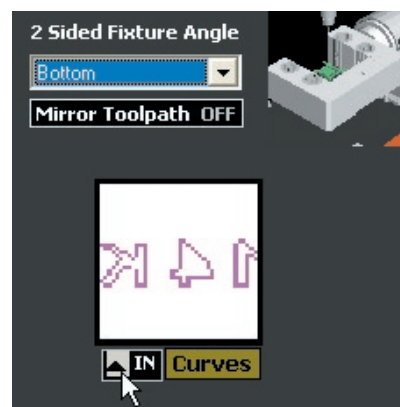 2 Sided Fixture Angle
Bottom
Mirror Toolpath OFF
IN Curves